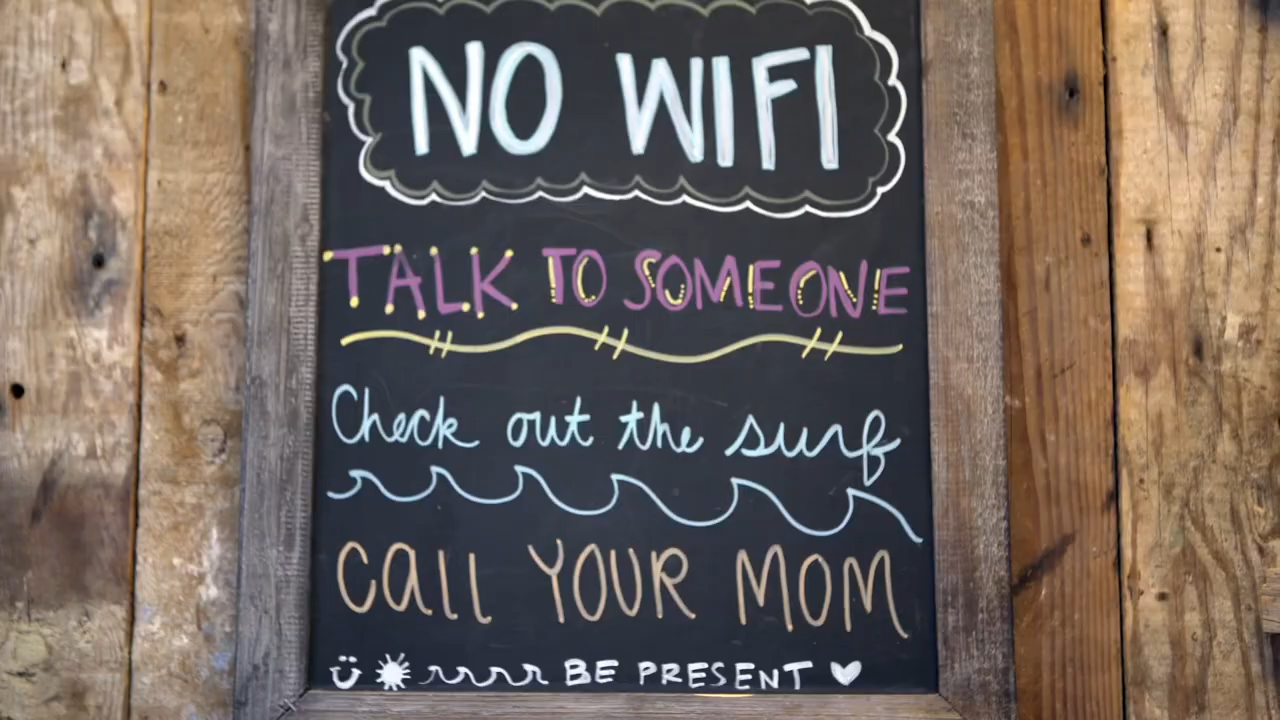 NO WIFI
TALK TO SOMEONE
Check out the surf
Call YOUR MOM
BE PRESENT